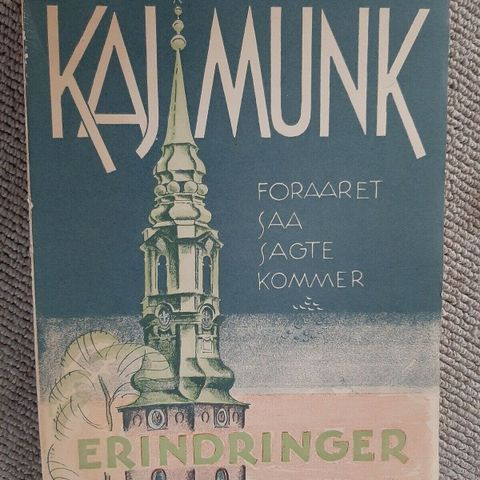 KAJ MUNK
FORAARET
SAA
SAGTE
KOMMER
ERINDRINGER